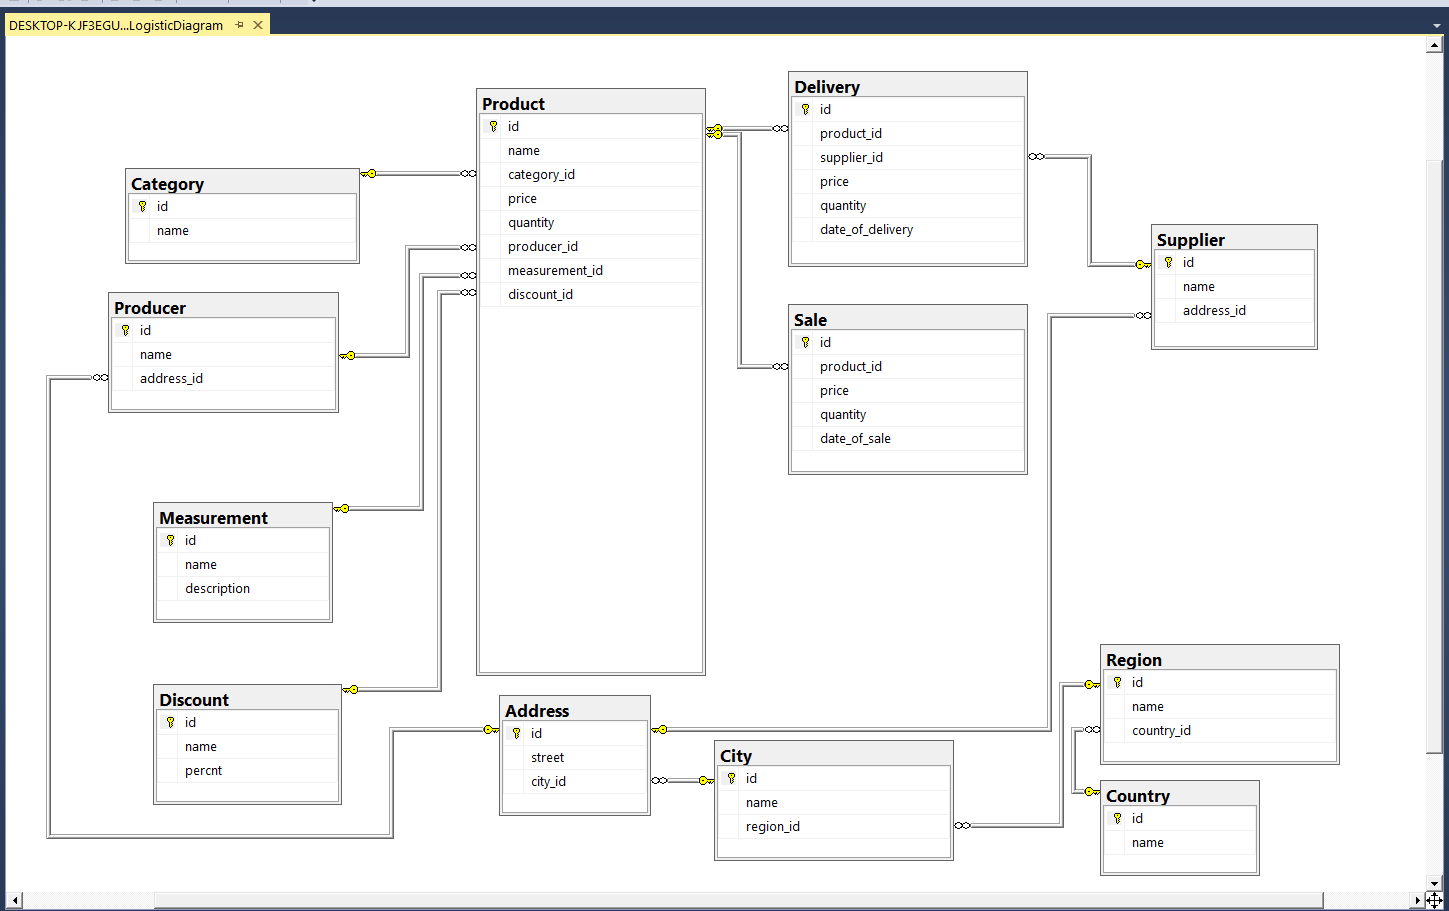 DESKTOP-KJF3EGU...LogisticDiagram
Product
id
name
category_id
price
quantity
producer_id
measurement_id
discount_id
Delivery
id
product_id
supplier_id
price
quantity
date_of_delivery
Category
id
name
Supplier
id
name
address_id
Producer
id
name
address_id
Sale
id
product_id
price
quantity
date_of_sale
Measurement
id
name
description
Discount
id
name
percnt
Address
id
street
city_id
City
id
name
region_id
Region
id
name
country_id
Country
id
name